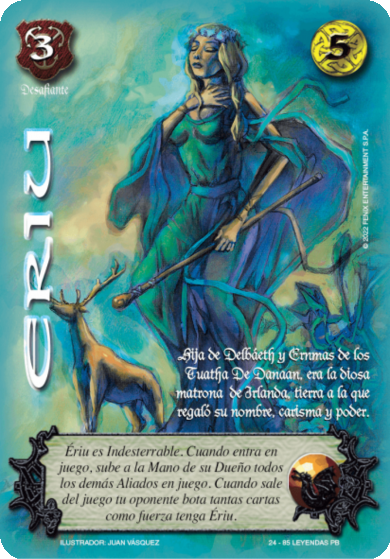 3
5
Desafiante
ERIU
© 2022 FENIX ENTERTAINMENT S.P.A.
Hija de Delbáeth y Ernmas de los
Tuatha De Danaan, era la diosa
matrona de Irlanda, tierra a la que
regaló su nombre, carisma y poder.
Ériu es Indesterrable. Cuando entra en
juego, sube a la Mano de su Dueño todos
los demás Aliados en juego. Cuando sale
del juego tu oponente bota tantas cartas
como fuerza tenga Ériu.
ILUSTRADOR: JUAN VÁSQUEZ
24 - 85 LEYENDAS PB